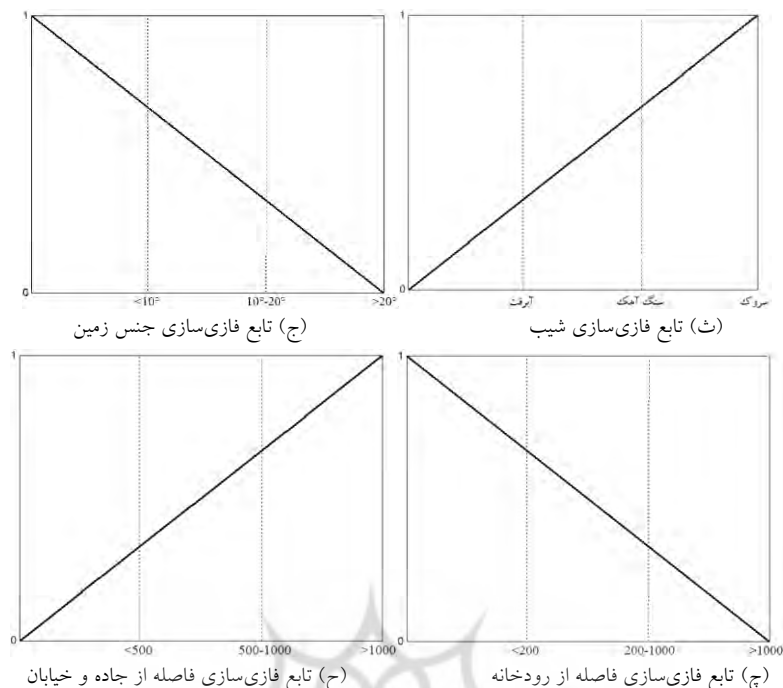 1
0
آبرفت
سنگ آهک
سروک
(ث) تابع فازی‌سازی شیب
1
0
<10°
10°-20°
>20°
(ج) تابع فازی‌سازی جنس زمین
1
0
<200
200-1000
>1000
(چ) تابع فازی‌سازی فاصله از رودخانه
1
0
<500
500-1000
>1000
(ح) تابع فازی‌سازی فاصله از جاده و خیابان